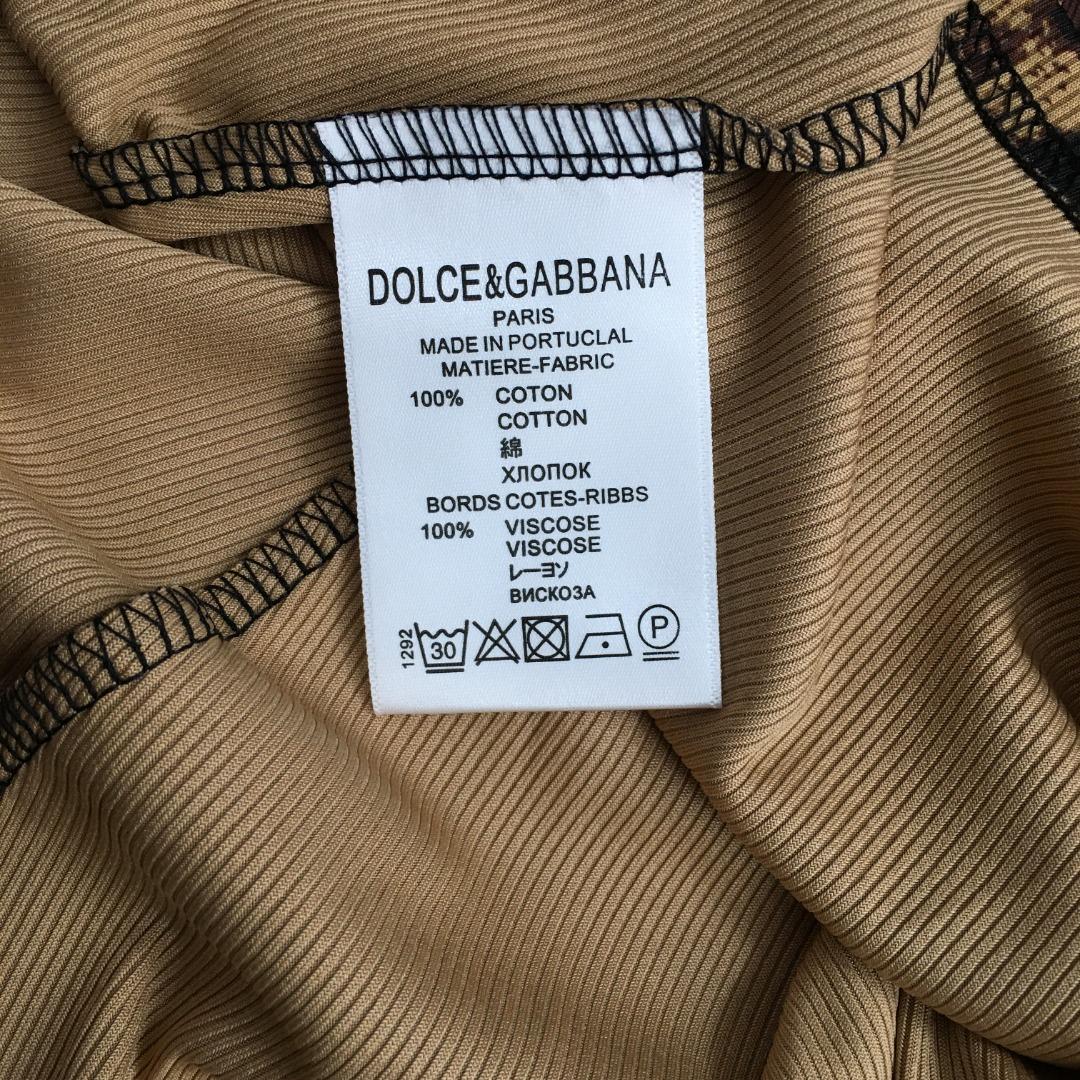 DOLCE&GABBANA
PARIS
MADE IN PORTUCLAL
MATIERE-FABRIC
100% COTON
COTTON
綿
ХЛОПОК
BORDS COTES-RIBBS
100% VISCOSE
VISCOSE
レーヨソ
ВИСКОЗА
1292
30
P